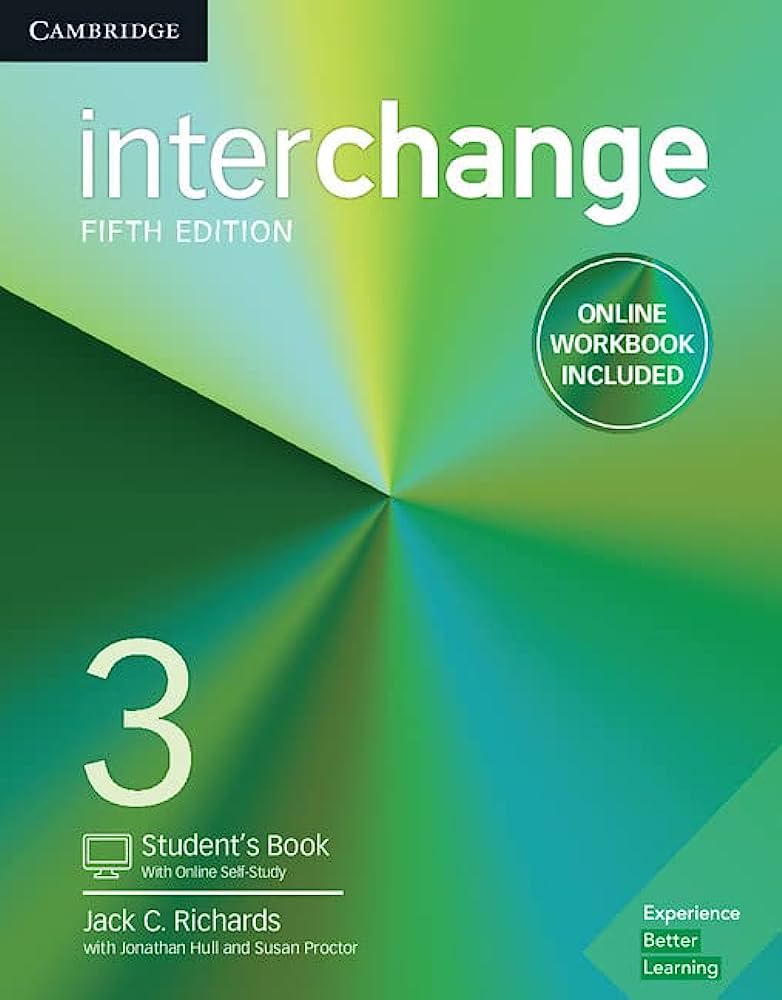 CAMBRIDGE
interchange
FIFTH EDITION
ONLINE
WORKBOOK
INCLUDED
3
Student's Book
With Online Self-Study
Jack C. Richards
with Jonathan Hull and Susan Proctor
Experience
Better
Learning